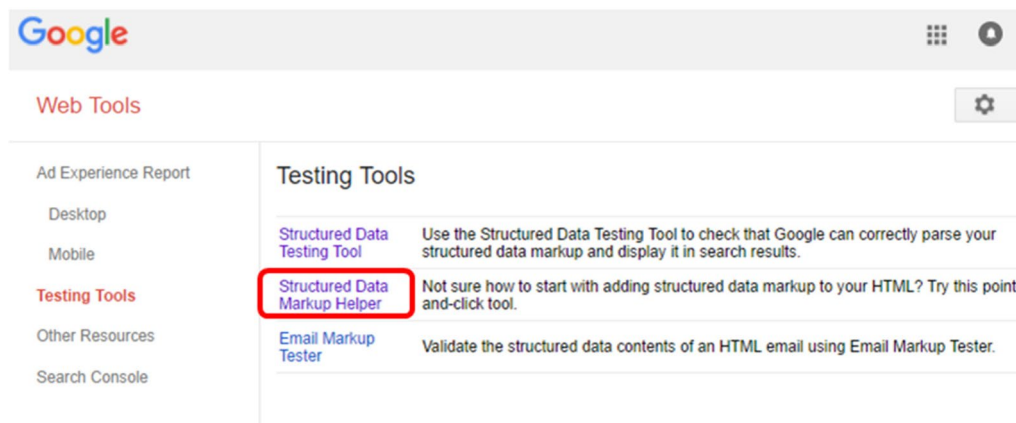 Google
Web Tools
Ad Experience Report
Desktop
Mobile
Testing Tools
Other Resources
Search Console
Testing Tools
Structured Data
Testing Tool
Use the Structured Data Testing Tool to check that Google can correctly parse your
structured data markup and display it in search results.
Structured Data
Markup Helper
Not sure how to start with adding structured data markup to your HTML? Try this point
and-click tool.
Email Markup
Tester
Validate the structured data contents of an HTML email using Email Markup Tester.